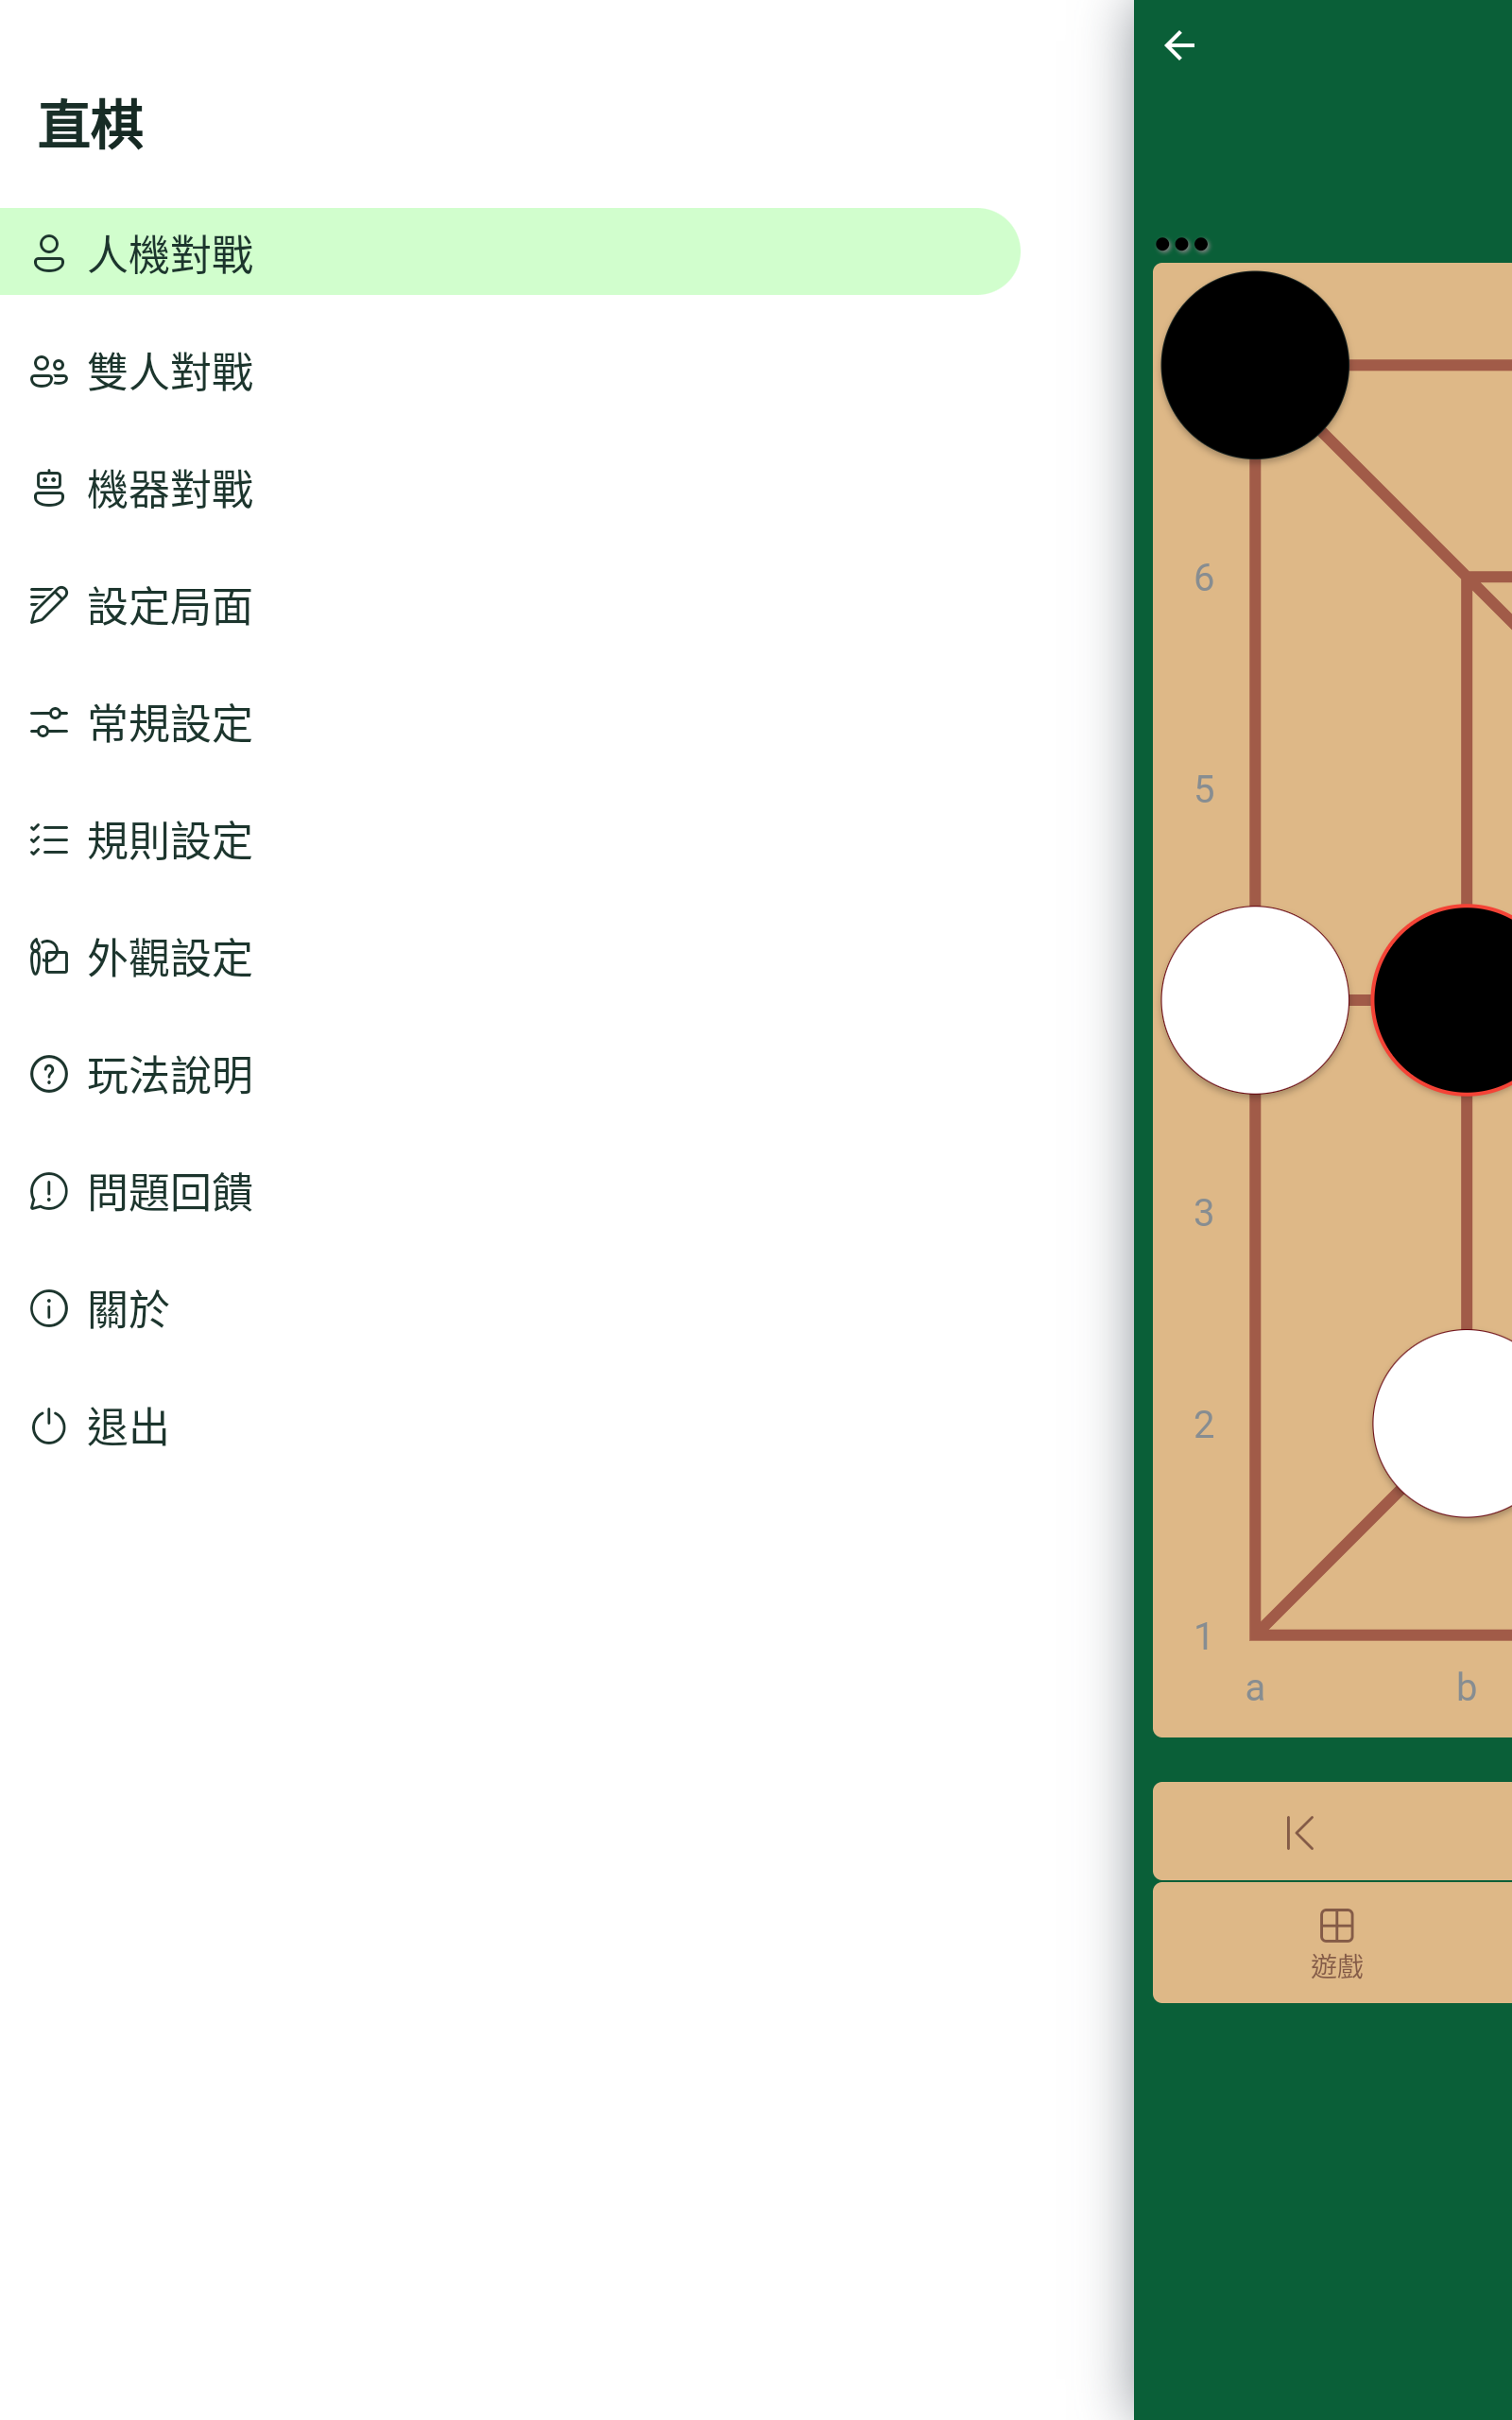 直棋
人機對戰
雙人對戰
機器對戰
設定局面
常規設定
規則設定
外觀設定
玩法說明
問題回饋
關於
退出
6
5
3
2
1
a b
遊戲